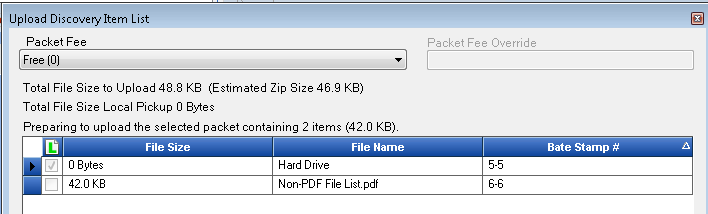 Upload Discovery Item List
Packet Fee
Packet Fee Override
Free (0)
Total File Size to Upload 48.8 KB (Estimated Zip Size 46.9 KB)
Total File Size Local Pickup 0 Bytes
Preparing to upload the selected packet containing 2 items (42.0 KB).
L File Size File Name Bate Stamp #
0 Bytes Hard Drive 5-5
42.0 KB Non-PDF File List.pdf 6-6